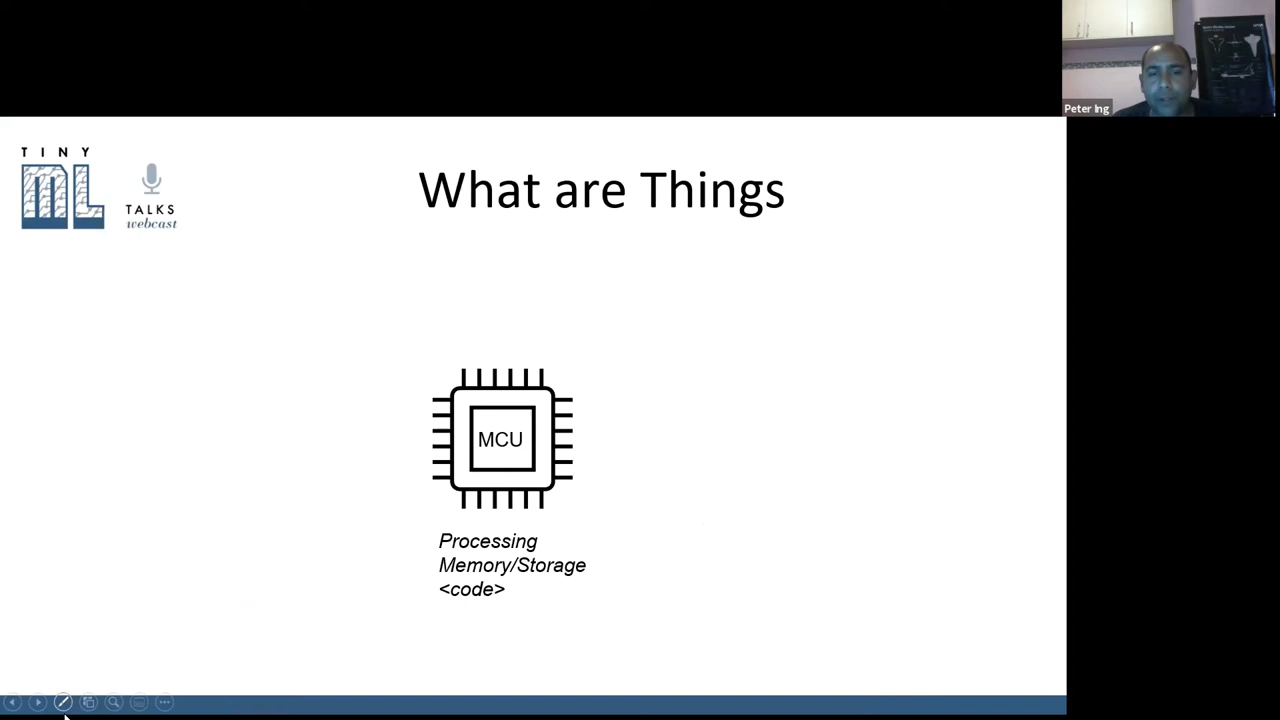 Peter Ing
TINY
ML
TALKS
webcast
What are Things
MCU
Processing
Memory/Storage
<code>